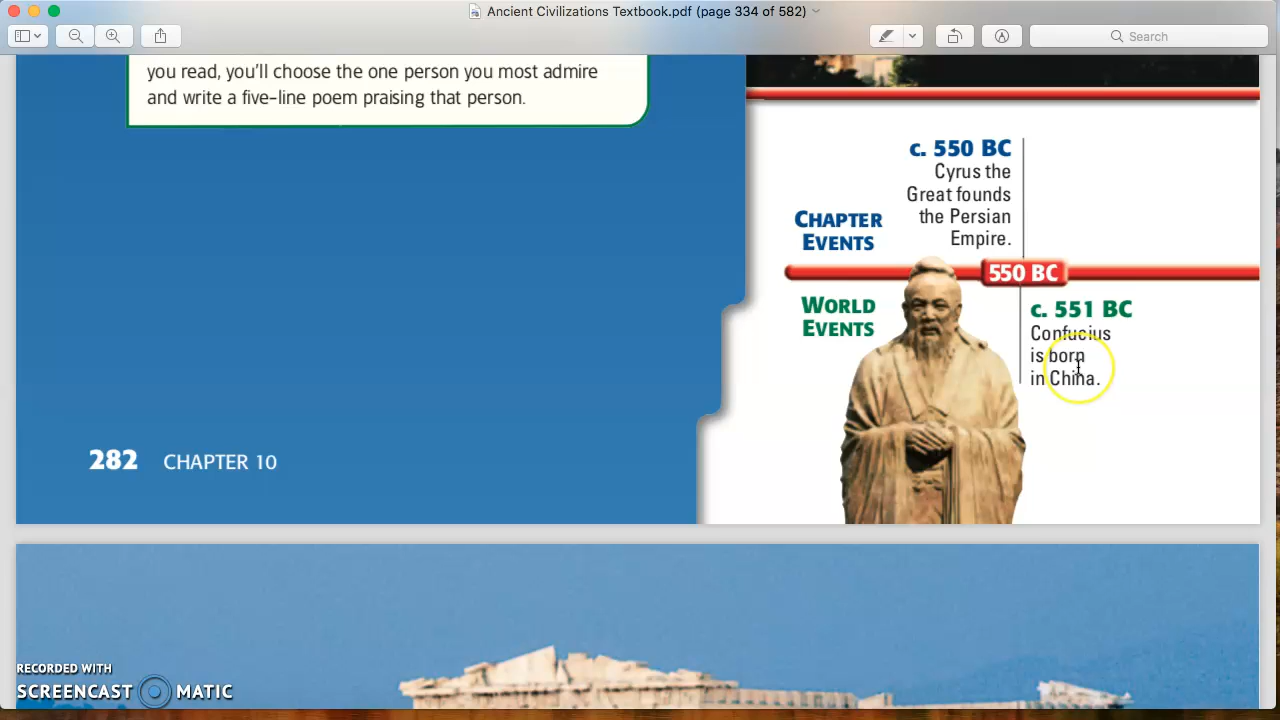 Ancient Civilizations Textbook.pdf (page 334 of 582)
Search
you read, you'll choose the one person you most admire
and write a five-line poem praising that person.
c. 550 BC
Cyrus the
Great founds
the Persian
Empire.
CHAPTER
EVENTS
550 BC
WORLD
EVENTS
c. 551 BC
Confucius
is born
in China.
282 CHAPTER 10
RECORDED WITH
SCREENCAST MATIC